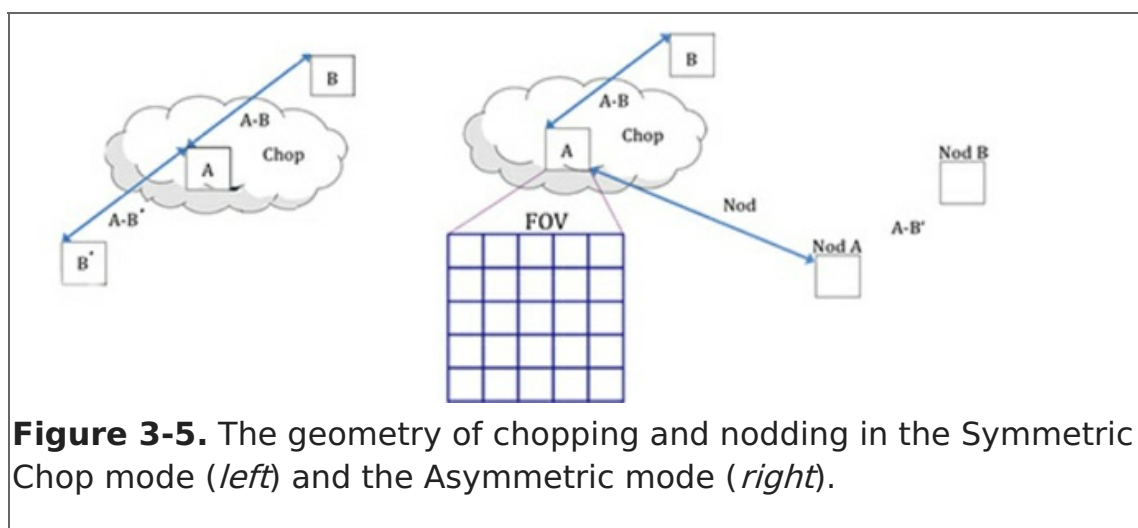 B
A-B
Chop
A
A-B*
B*
B
A-B
Chop
A
FOV
Nod
Nod B
A-B'
Nod A
Figure 3-5. The geometry of chopping and nodding in the Symmetric
Chop mode (left) and the Asymmetric mode (right).